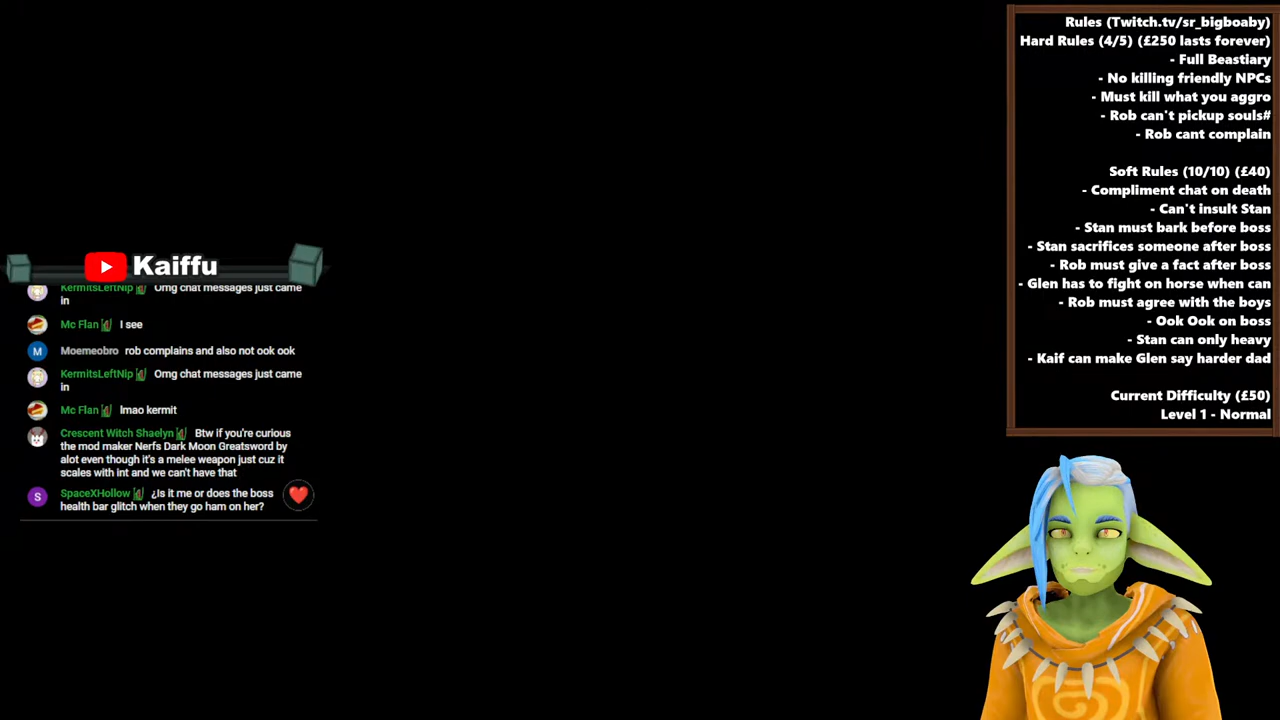 Rules (Twitch.tv/sr_bigboaby)
Hard Rules (4/5) (£250 lasts forever)
- Full Beastiary
- No killing friendly NPCs
- Must kill what you aggro
- Rob can't pickup souls#
- Rob cant complain
Soft Rules (10/10) (£40)
- Compliment chat on death
- Can't insult Stan
- Stan must bark before boss
- Stan sacrifices someone after boss
- Rob must give a fact after boss
- Glen has to fight on horse when can
- Rob must agree with the boys
- Ook Ook on boss
- Stan can only heavy
- Kaif can make Glen say harder dad
Current Difficulty (£50)
Level 1 - Normal
Kaiffu
KermitsLeftNip Omg chat messages just came
in
Mc Flan I see
M Moemeobro rob complains and also not ook ook
KermitsLeftNip Omg chat messages just came
in
Mc Flan lmao kermit
Crescent Witch Shaelyn Btw if you're curious
the mod maker Nerfs Dark Moon Greatsword by
alot even though it's a melee weapon just cuz it
scales with int and we can't have that
S SpaceXHollow ¿Is it me or does the boss
health bar glitch when they go ham on her?